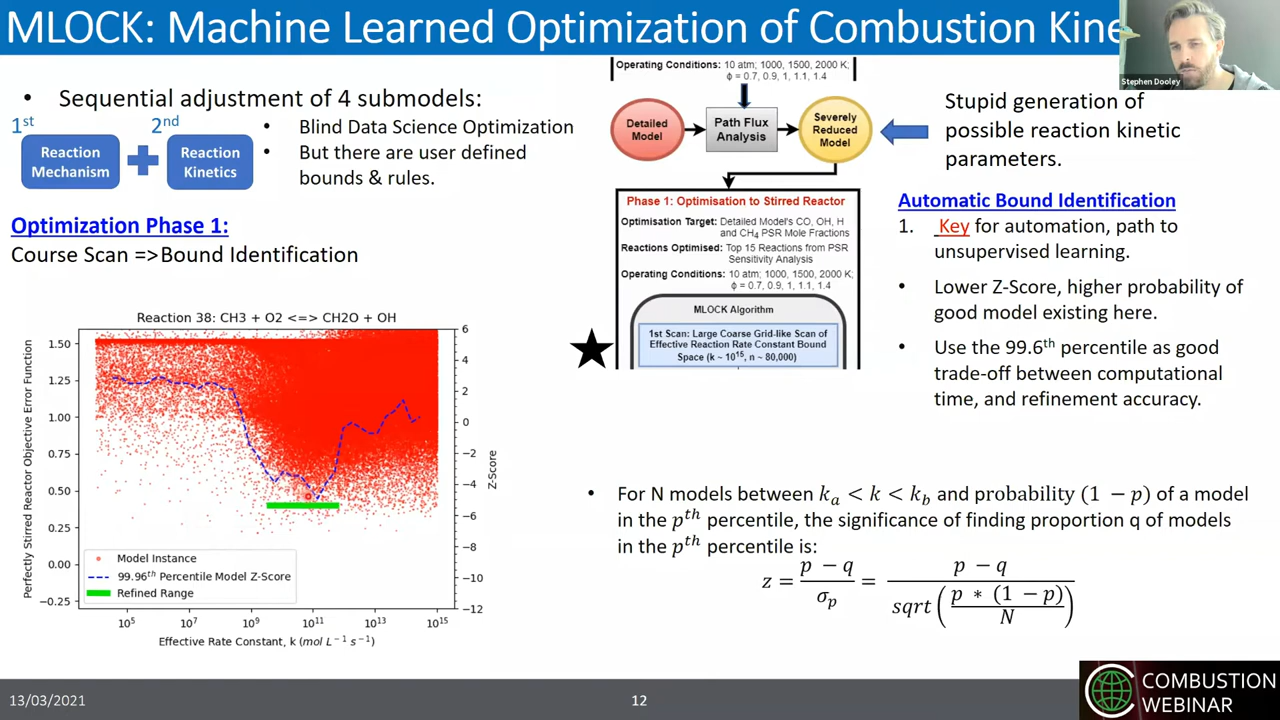 MLOCK: Machine Learned Optimization of Combustion Kine
Stephen Dooley
• Sequential adjustment of 4 submodels:
1st
2nd
Reaction
Mechanism
Reaction
Kinetics
• Blind Data Science Optimization
• But there are user defined
bounds & rules.
Optimization Phase 1:
Course Scan =>Bound Identification
Reaction 38: CH3 + O2 <=> CH2O + OH
Perfectly Stirred Reactor Objective Error Function
1.50
1.25
1.00
0.75
0.50
0.25
0.00
−0.25
6
4
2
0
−2
−4
−6
−8
−10
−12
Z-Score
Model Instance
99.96th Percentile Model Z-Score
Refined Range
10^5
10^7
10^9
10^11
10^13
10^15
Effective Rate Constant, k (mol L−1 s−1)
Operating Conditions: 10 atm; 1000, 1500, 2000 K;
ϕ = 0.7, 0.9, 1, 1.1, 1.4
Detailed
Model
Path Flux
Analysis
Severely
Reduced
Model
Phase 1: Optimisation to Stirred Reactor
Optimisation Target: Detailed Model's CO, OH, H
and CH4 PSR Mole Fractions
Reactions Optimised: Top 15 Reactions from PSR
Sensitivity Analysis
Operating Conditions: 10 atm; 1000, 1500, 2000 K;
ϕ = 0.7, 0.9, 1, 1.1, 1.4
MLOCK Algorithm
1st Scan: Large Coarse Grid-like Scan of
Effective Reaction Rate Constant Bound
Space (k ~ 10^15, n ~ 80,000)
Stupid generation of
possible reaction kinetic
parameters.
Automatic Bound Identification
1. Key for automation, path to
unsupervised learning.
• Lower Z-Score, higher probability of
good model existing here.
• Use the 99.6th percentile as good
trade-off between computational
time, and refinement accuracy.
• For N models between k_a < k < k_b and probability (1 − p) of a model
in the p^th percentile, the significance of finding proportion q of models
in the p^th percentile is:
z = (p − q) / σ_p = (p − q) / sqrt( (p * (1 − p)) / N )
13/03/2021
12
COMBUSTION
WEBINAR